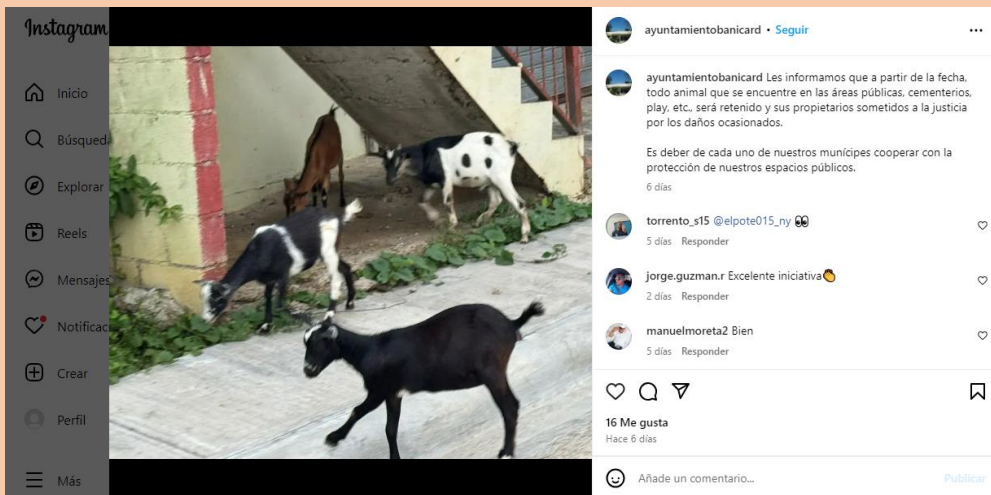 Instagram
Inicio
Búsqueda
Explorar
Reels
Mensajes
Notificac
Crear
Perfil
Más
ayuntamientobanicard • Seguir
ayuntamientobanicard Les informamos que a partir de la fecha,
todo animal que se encuentre en las áreas públicas, cementerios,
play, etc., será retenido y sus propietarios sometidos a la justicia
por los daños ocasionados.
Es deber de cada uno de nuestros munícipes cooperar con la
protección de nuestros espacios públicos.
6 días
torrento_s15 @elpote015_ny 👀
5 días Responder
jorge.guzman.r Excelente iniciativa👏
2 días Responder
manuelmoreta2 Bien
5 días Responder
16 Me gusta
Hace 6 días
Añade un comentario...
Publicar